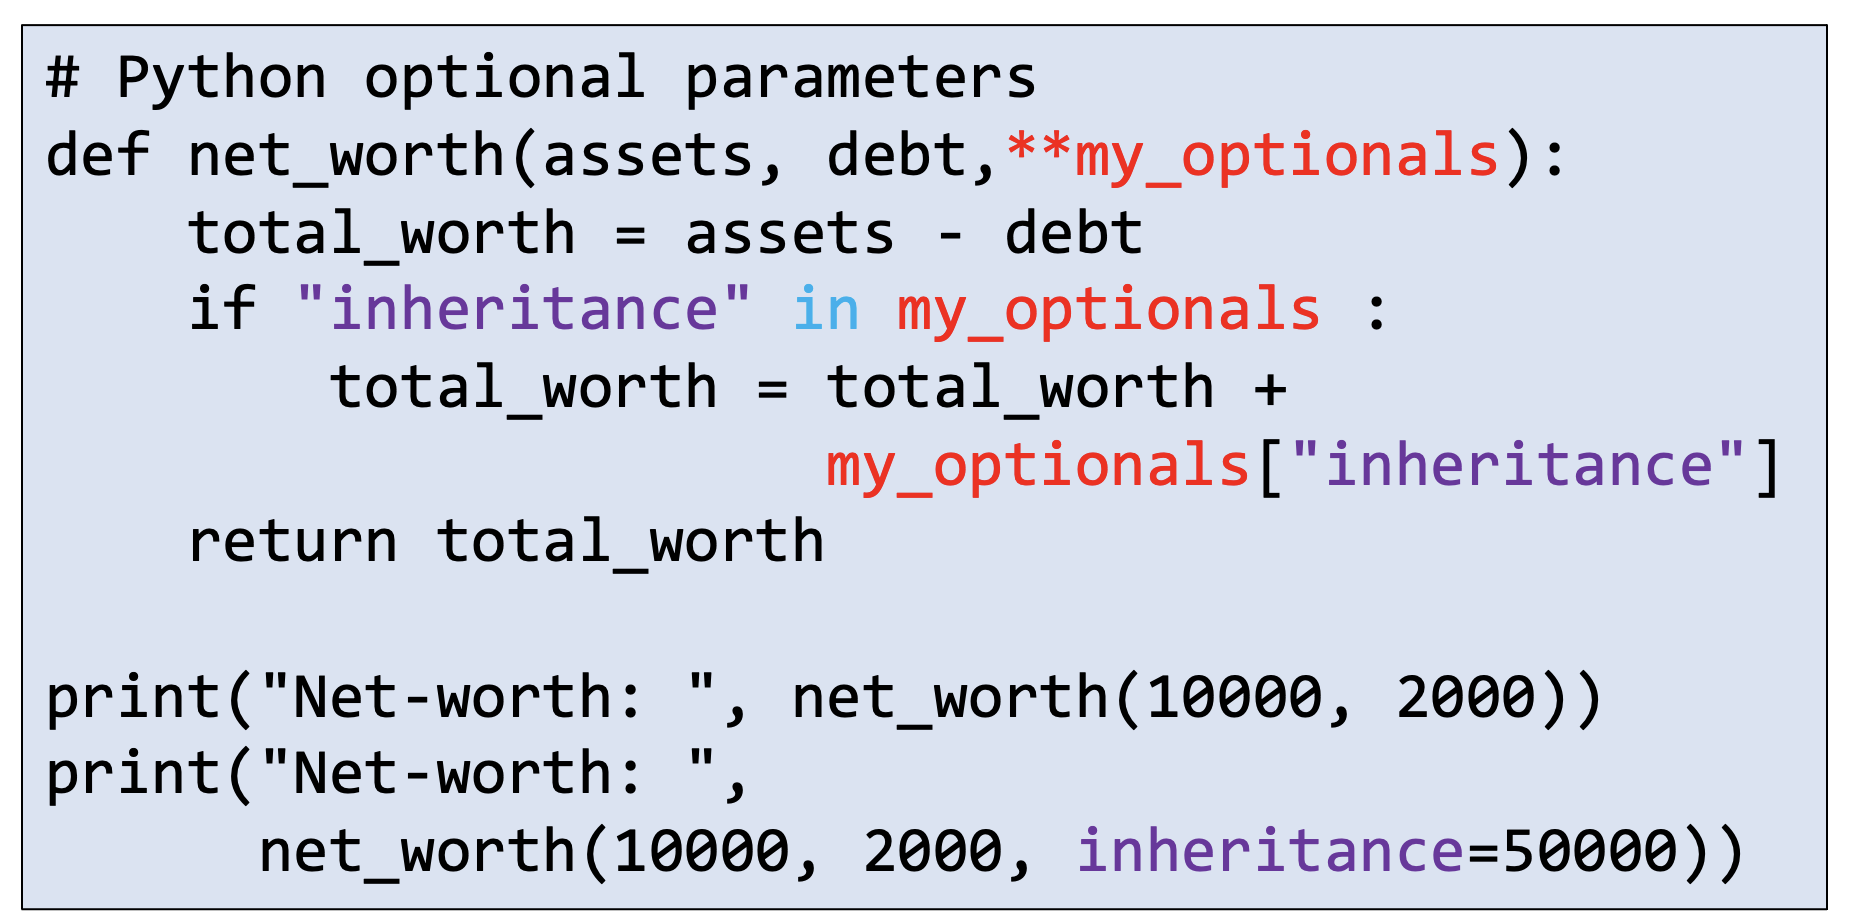 # Python optional parameters
def net_worth(assets, debt,**my_optionals):
    total_worth = assets - debt
    if "inheritance" in my_optionals :
        total_worth = total_worth +
                      my_optionals["inheritance"]
    return total_worth

print("Net-worth: ", net_worth(10000, 2000))
print("Net-worth: ",
      net_worth(10000, 2000, inheritance=50000))